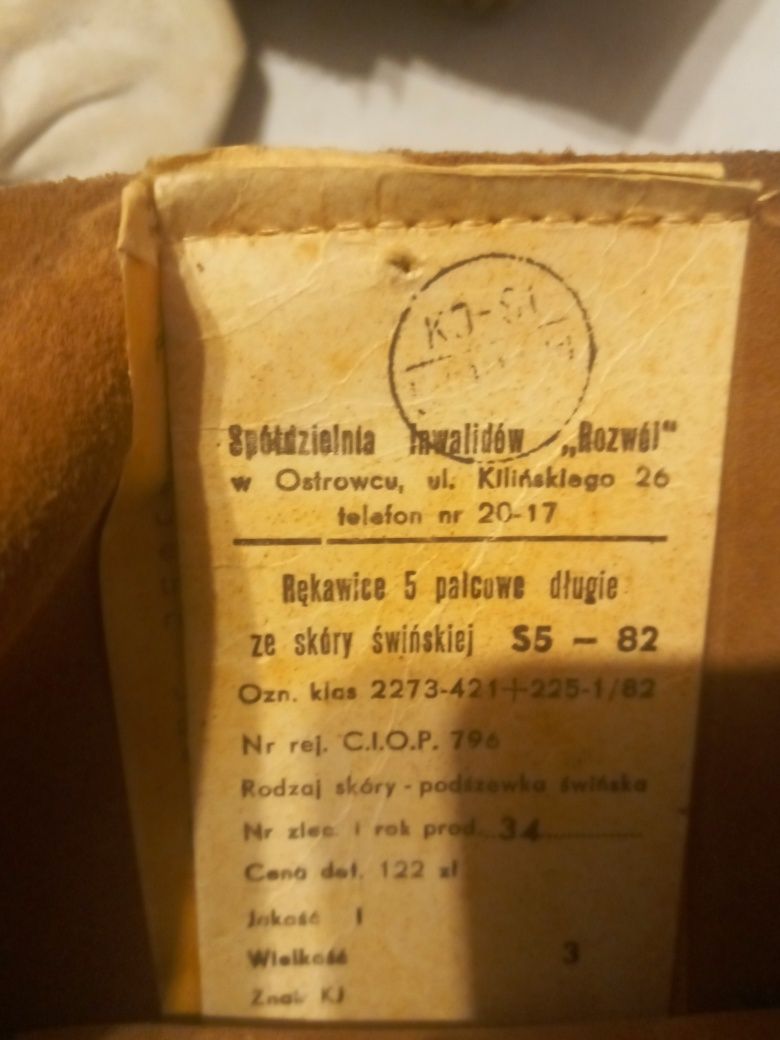 KJ-
Spółdzielnia Inwalidów „Rozwój"
w Ostrowcu, ul. Kilińskiego 26
telefon nr 20-17
Rękawice 5 palcowe długie
ze skóry świńskiej S5 — 82
Ozn. klas 2273-421+225-1/82
Nr rej. C.I.O.P. 796
Rodzaj skóry - podszewka świńska
Nr zlec. i rok prod. 34
Cena det. 122 zł
Jakość I
Wielkość 3
Znak KJ